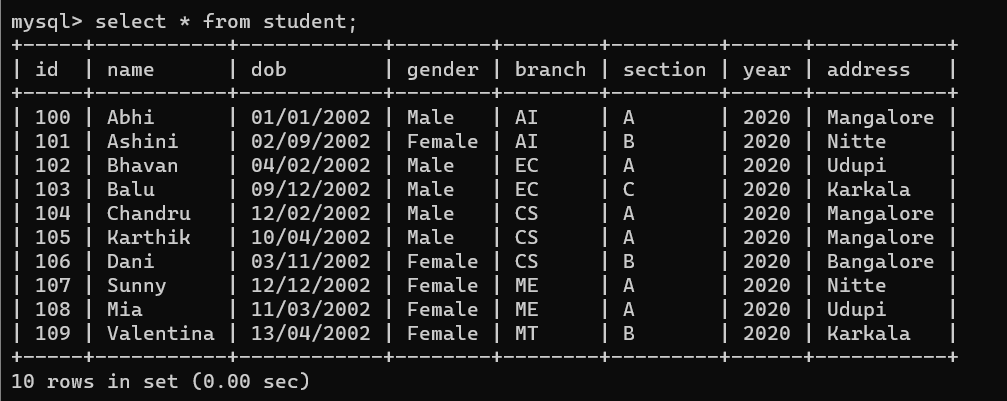 mysql> select * from student;
+-----+-----------+------------+--------+--------+---------+------+-----------+
| id  | name      | dob        | gender | branch | section | year | address   |
+-----+-----------+------------+--------+--------+---------+------+-----------+
| 100 | Abhi      | 01/01/2002 | Male   | AI     | A       | 2020 | Mangalore |
| 101 | Ashini    | 02/09/2002 | Female | AI     | B       | 2020 | Nitte     |
| 102 | Bhavan    | 04/02/2002 | Male   | EC     | A       | 2020 | Udupi     |
| 103 | Balu      | 09/12/2002 | Male   | EC     | C       | 2020 | Karkala   |
| 104 | Chandru   | 12/02/2002 | Male   | CS     | A       | 2020 | Mangalore |
| 105 | Karthik   | 10/04/2002 | Male   | CS     | A       | 2020 | Mangalore |
| 106 | Dani      | 03/11/2002 | Female | CS     | B       | 2020 | Bangalore |
| 107 | Sunny     | 12/12/2002 | Female | ME     | A       | 2020 | Nitte     |
| 108 | Mia       | 11/03/2002 | Female | ME     | A       | 2020 | Udupi     |
| 109 | Valentina | 13/04/2002 | Female | MT     | B       | 2020 | Karkala   |
+-----+-----------+------------+--------+--------+---------+------+-----------+
10 rows in set (0.00 sec)